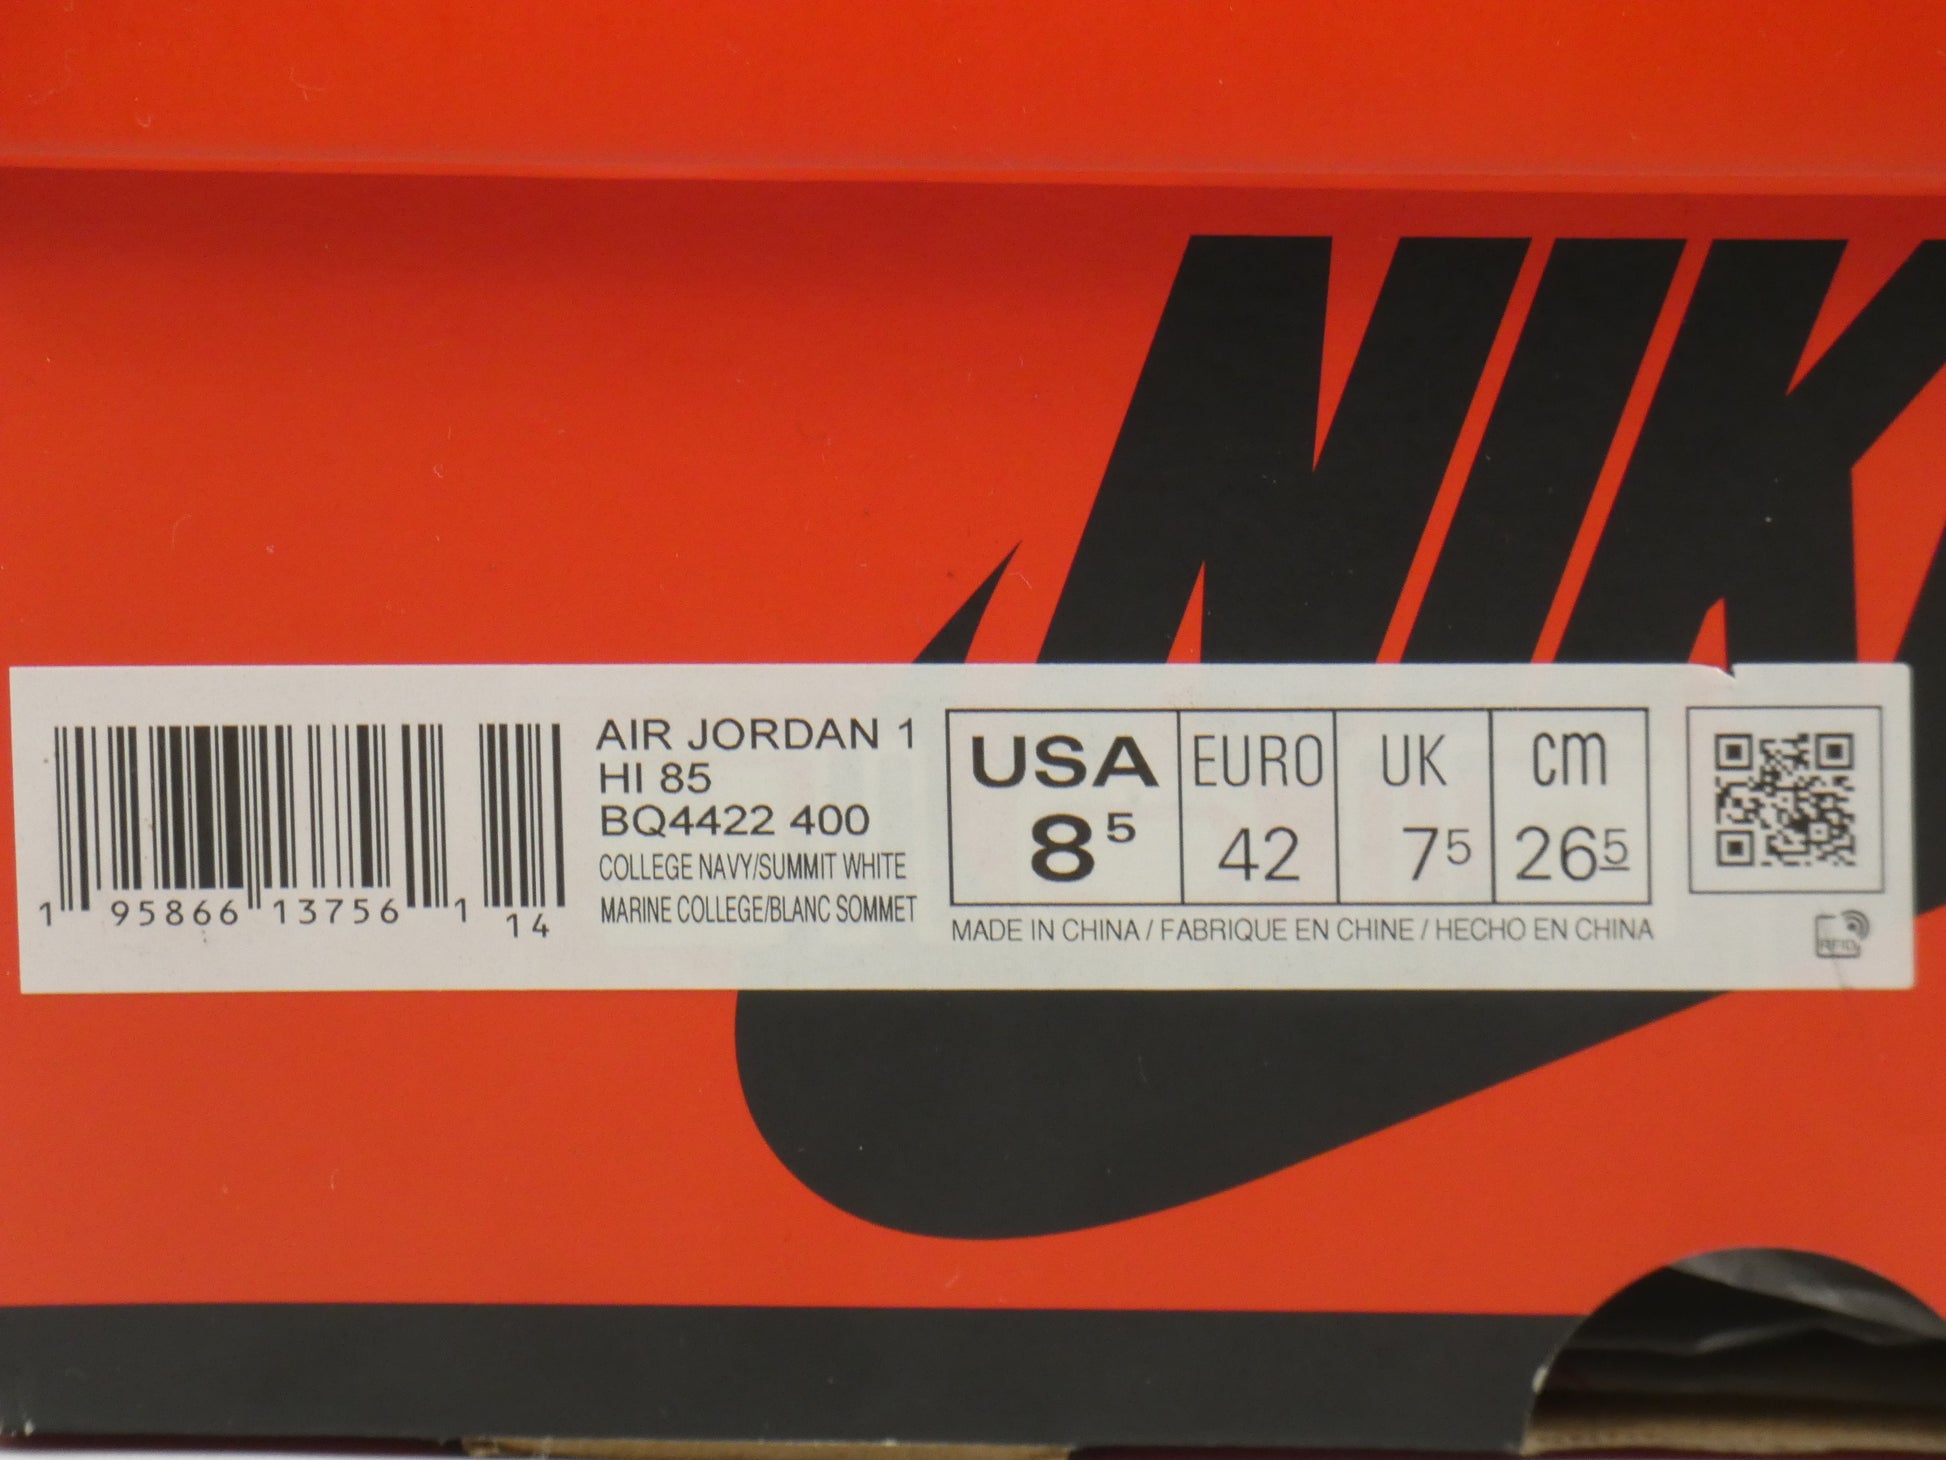 NIK
AIR JORDAN 1
HI 85
BQ4422 400
COLLEGE NAVY/SUMMIT WHITE
MARINE COLLEGE/BLANC SOMMET
1 95866 13756 1
14
USA EURO UK cm
8⁵ 42 7⁵ 26⁵
MADE IN CHINA / FABRIQUE EN CHINE / HECHO EN CHINA
RFID